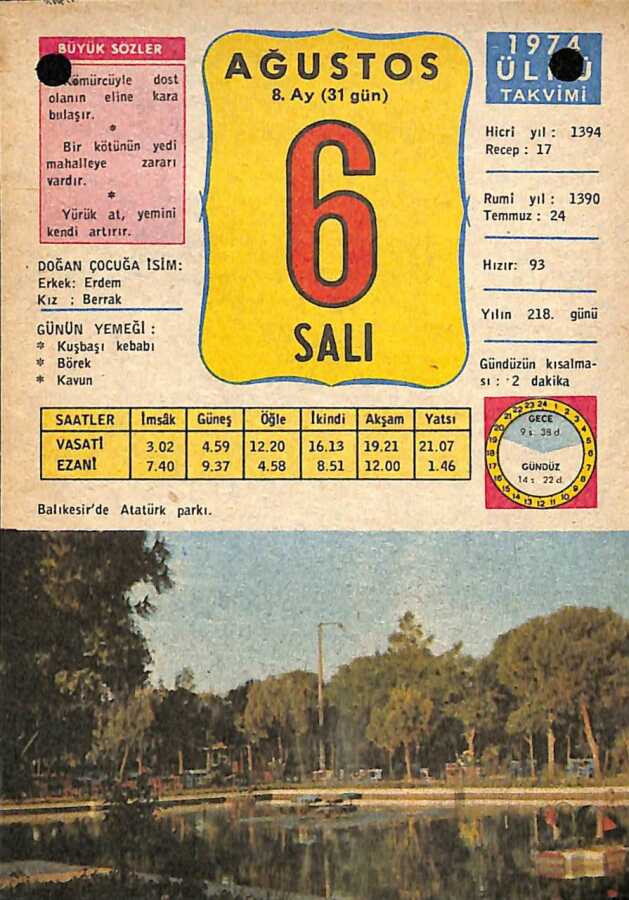 BÜYÜK SÖZLER
Kömürcüyle dost
olanın eline kara
bulaşır.
*
Bir kötünün yedi
mahalleye zararı
vardır.
*
Yürük at, yemini
kendi artırır.
DOĞAN ÇOCUĞA İSİM:
Erkek: Erdem
Kız : Berrak
GÜNÜN YEMEĞİ :
* Kuşbaşı kebabı
* Börek
* Kavun
AĞUSTOS
8. Ay (31 gün)
6
SALI
1974
TAKVİMİ
Hicri yıl : 1394
Recep : 17
Rumi yıl : 1390
Temmuz : 24
Hızır: 93
Yılın 218. günü
Gündüzün kısalma-
sı : 2 dakika
SAATLER İmsâk Güneş Öğle İkindi Akşam Yatsı
VASATİ 3.02 4.59 12.20 16.13 19.21 21.07
EZANİ 7.40 9.37 4.58 8.51 12.00 1.46
GECE
9 s. 38 d.
GÜNDÜZ
14 s. 22 d.
Balıkesir'de Atatürk parkı.